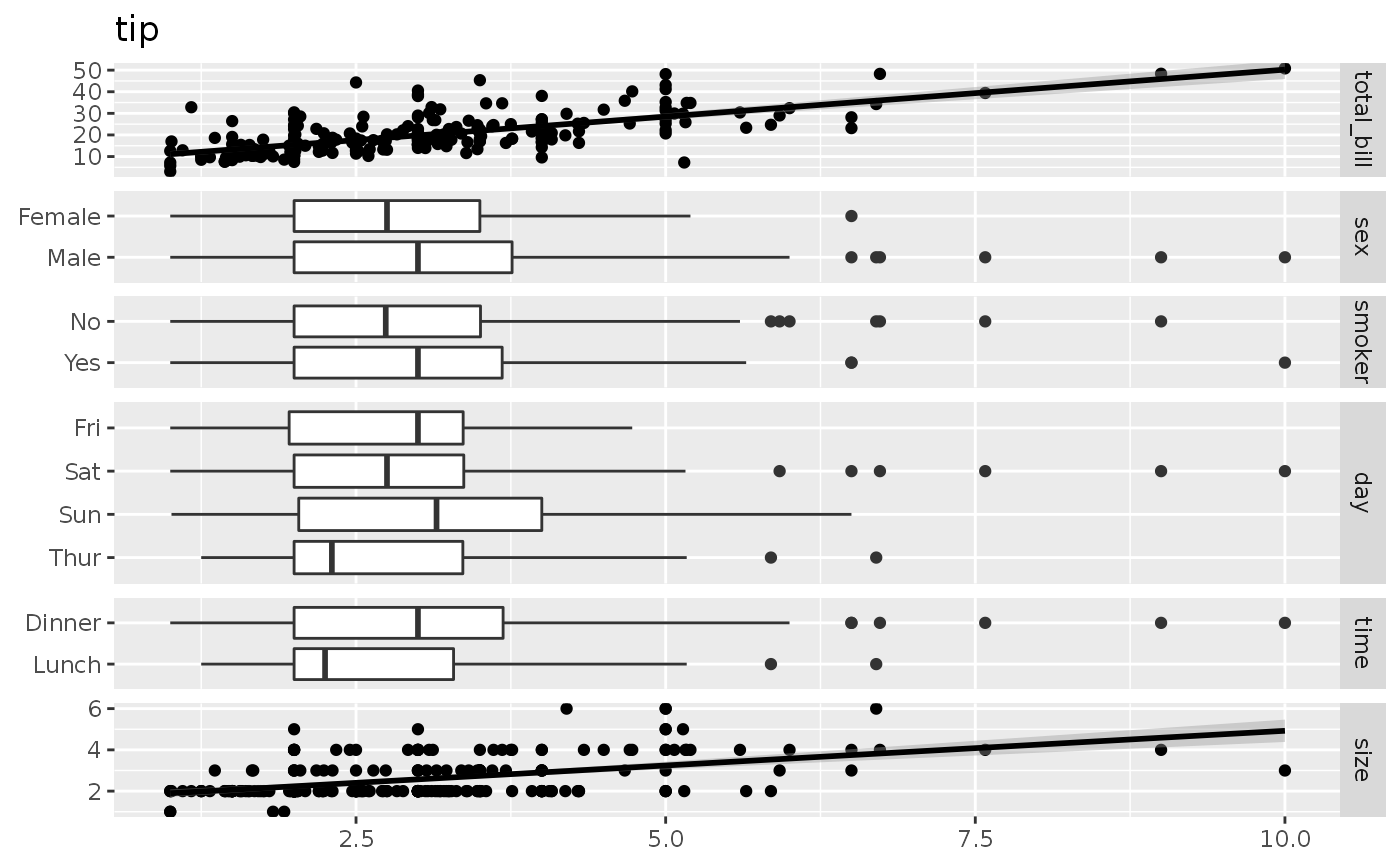 tip
50
40
30
20
10
total_bill
Female
Male
sex
No
Yes
smoker
Fri
Sat
Sun
Thur
day
Dinner
Lunch
time
6
4
2
size
2.5 5.0 7.5 10.0